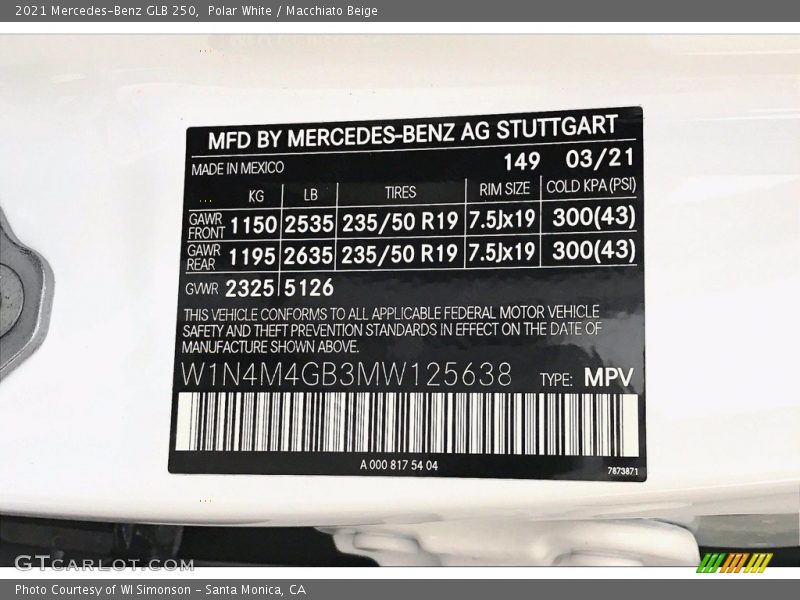 2021 Mercedes-Benz GLB 250,  Polar White / Macchiato Beige
MFD BY MERCEDES-BENZ AG STUTTGART
MADE IN MEXICO 149 03/21
KG LB TIRES RIM SIZE COLD KPA (PSI)
GAWR FRONT 1150 2535 235/50 R19 7.5Jx19 300(43)
GAWR REAR 1195 2635 235/50 R19 7.5Jx19 300(43)
GVWR 2325 5126
THIS VEHICLE CONFORMS TO ALL APPLICABLE FEDERAL MOTOR VEHICLE
SAFETY AND THEFT PREVENTION STANDARDS IN EFFECT ON THE DATE OF
MANUFACTURE SHOWN ABOVE.
W1N4M4GB3MW125638 TYPE: MPV
A 000 817 54 04
7873871
GTCARLOT.COM
Photo Courtesy of WI Simonson - Santa Monica, CA